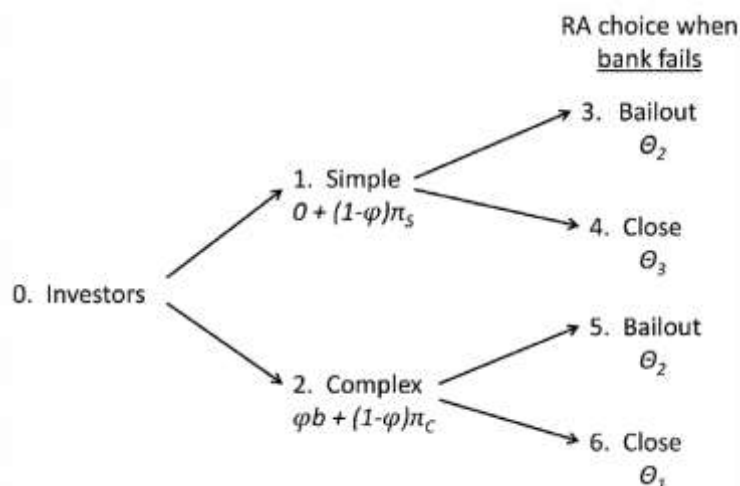 RA choice when
bank fails
3. Bailout
Θ2
1. Simple
0 + (1-φ)πS
4. Close
Θ3
0. Investors
5. Bailout
Θ2
2. Complex
φb + (1-φ)πC
6. Close
Θ1